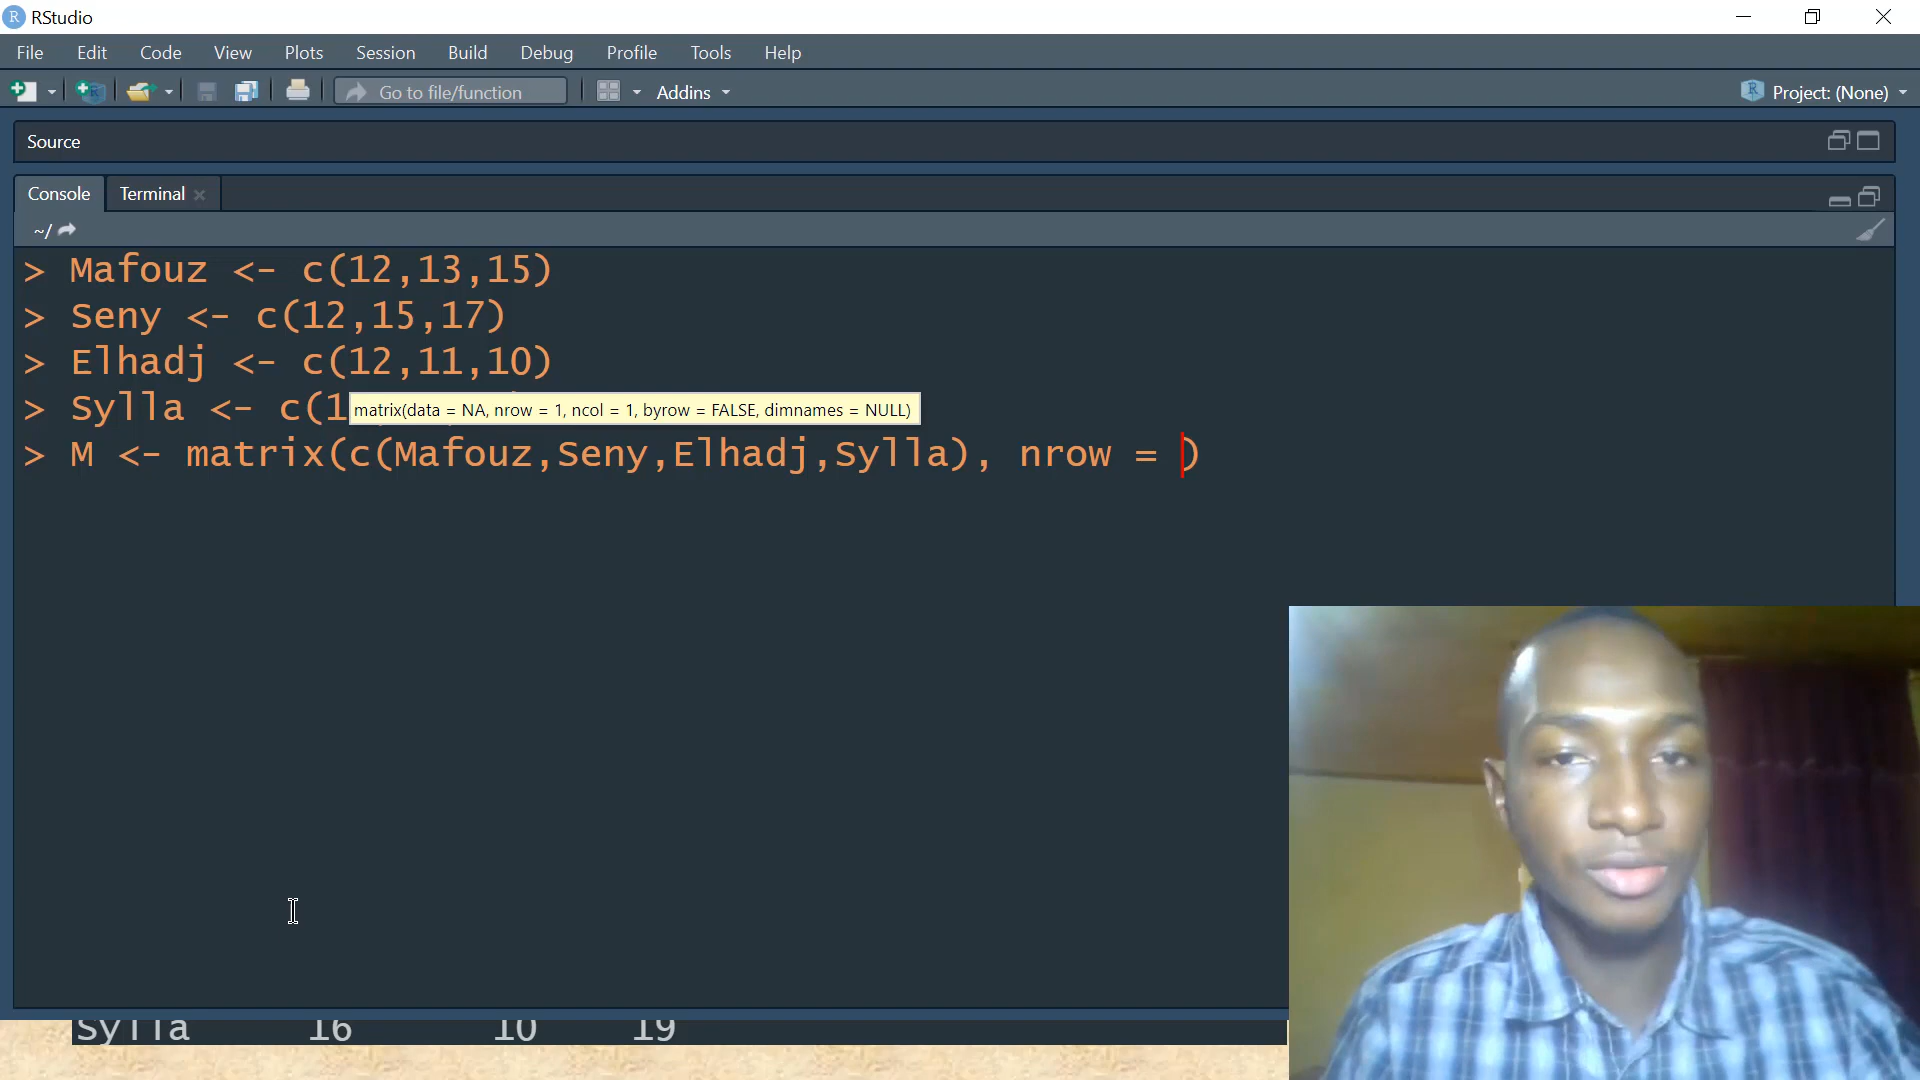 RStudio
File Edit Code View Plots Session Build Debug Profile Tools Help
Go to file/function Addins Project: (None)
Source
Console Terminal
~/
> Mafouz <- c(12,13,15)
> Seny <- c(12,15,17)
> Elhadj <- c(12,11,10)
> Sylla <- c(1
matrix(data = NA, nrow = 1, ncol = 1, byrow = FALSE, dimnames = NULL)
> M <- matrix(c(Mafouz,Seny,Elhadj,Sylla), nrow = )
Sylla 16 10 19